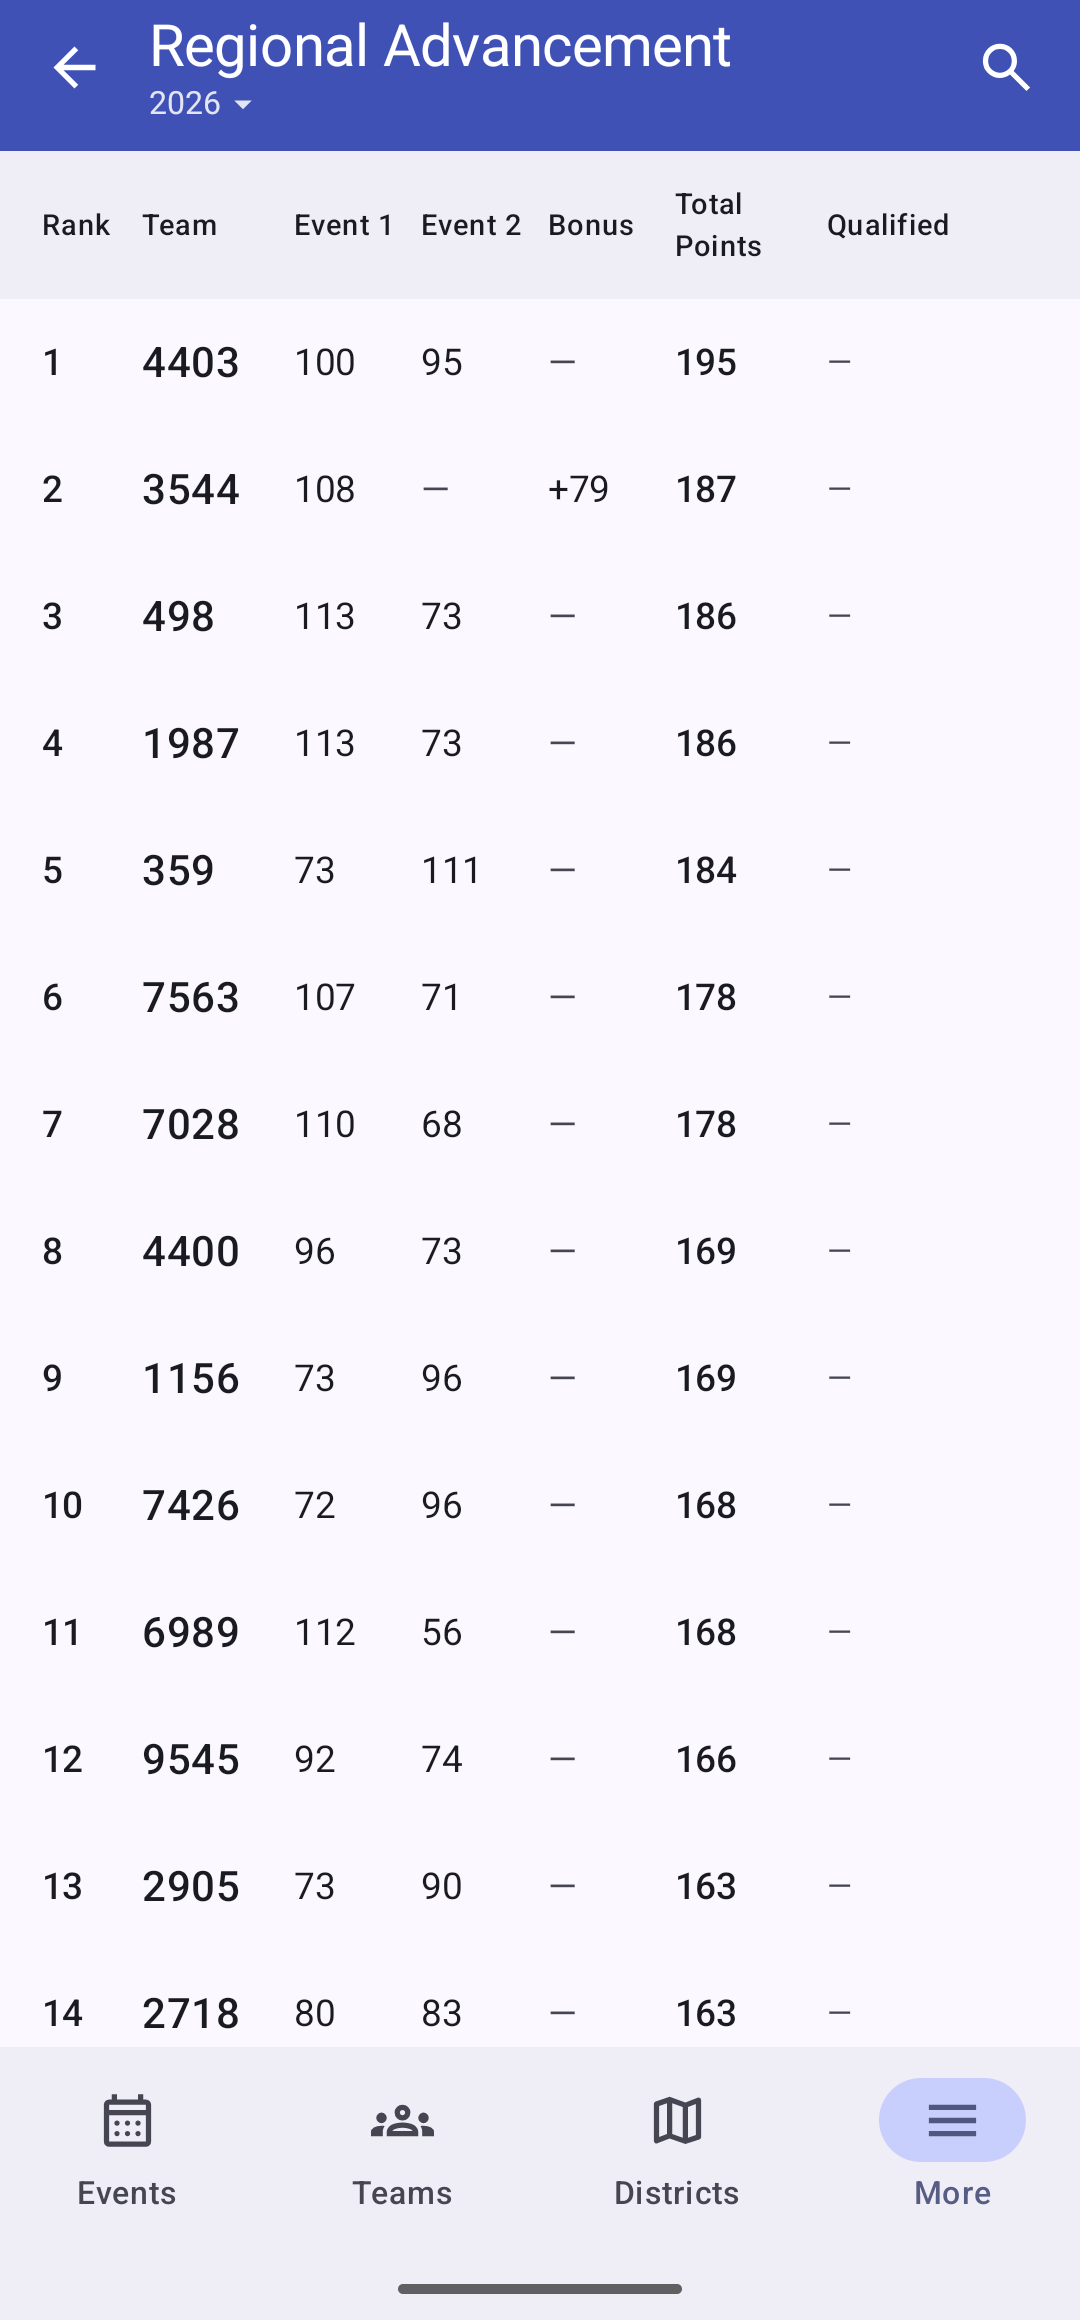 Regional Advancement
2026
Rank Team Event 1 Event 2 Bonus Total Points Qualified
1 4403 100 95 — 195 —
2 3544 108 — +79 187 —
3 498 113 73 — 186 —
4 1987 113 73 — 186 —
5 359 73 111 — 184 —
6 7563 107 71 — 178 —
7 7028 110 68 — 178 —
8 4400 96 73 — 169 —
9 1156 73 96 — 169 —
10 7426 72 96 — 168 —
11 6989 112 56 — 168 —
12 9545 92 74 — 166 —
13 2905 73 90 — 163 —
14 2718 80 83 — 163 —
Events Teams Districts More